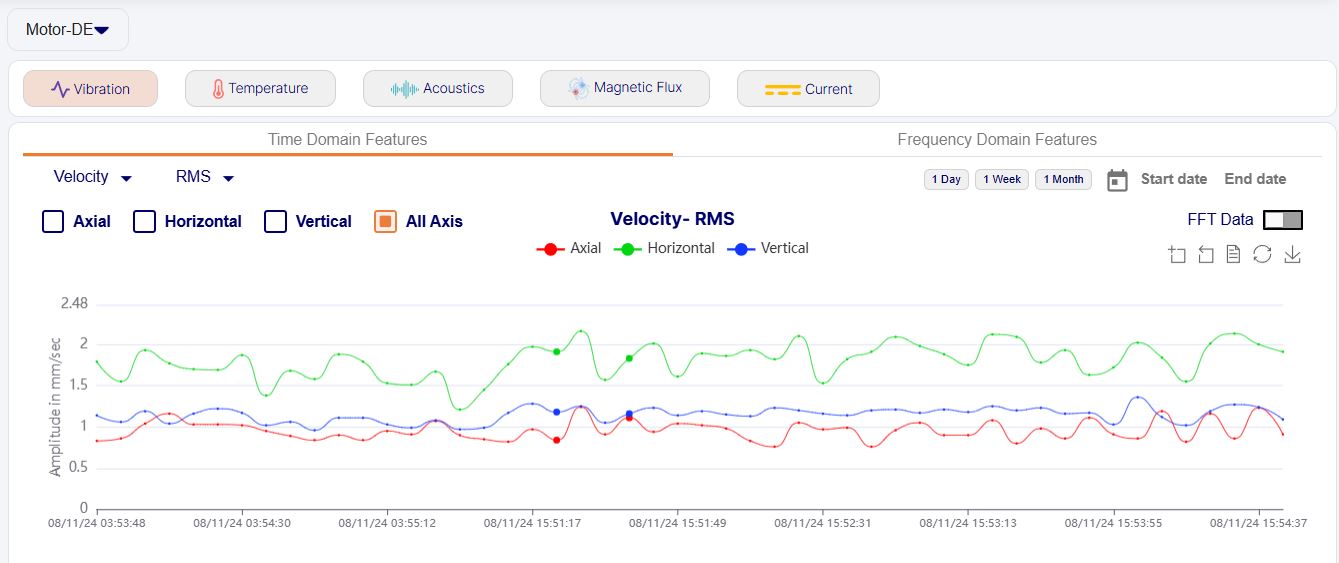 Motor-DE
Vibration Temperature Acoustics Magnetic Flux Current
Time Domain Features Frequency Domain Features
Velocity RMS 1 Day 1 Week 1 Month Start date End date
Axial Horizontal Vertical All Axis Velocity- RMS FFT Data
Axial Horizontal Vertical
Amplitude in mm/sec
2.48
2
1.5
1
0.5
0
08/11/24 03:53:48 08/11/24 03:54:30 08/11/24 03:55:12 08/11/24 15:51:17 08/11/24 15:51:49 08/11/24 15:52:31 08/11/24 15:53:13 08/11/24 15:53:55 08/11/24 15:54:37